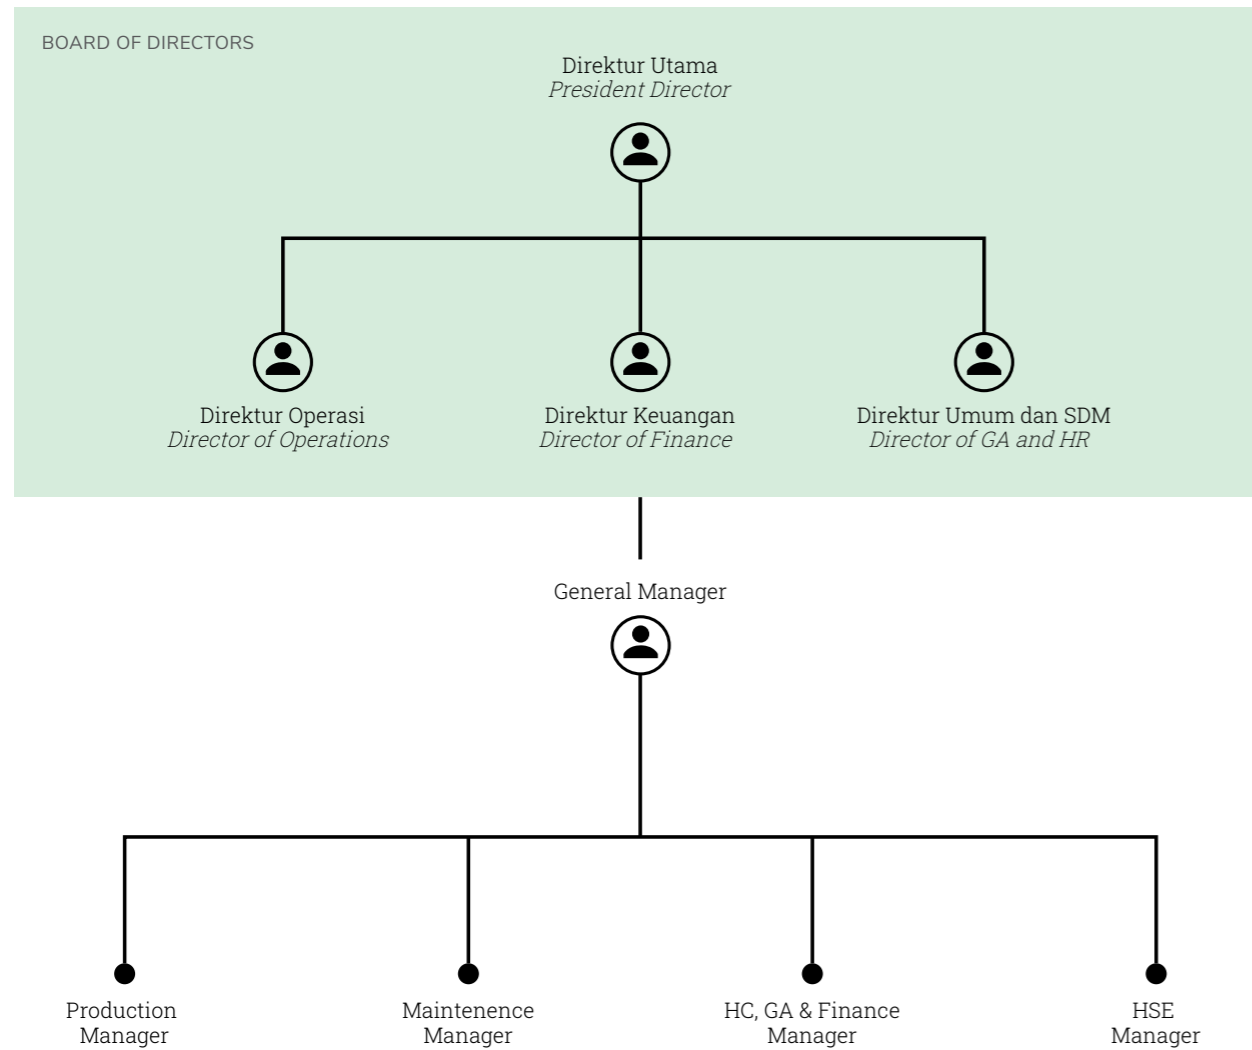 BOARD OF DIRECTORS
Direktur Utama
President Director
Direktur Operasi
Director of Operations
Direktur Keuangan
Director of Finance
Direktur Umum dan SDM
Director of GA and HR
General Manager
Production
Manager
Maintenence
Manager
HC, GA & Finance
Manager
HSE
Manager